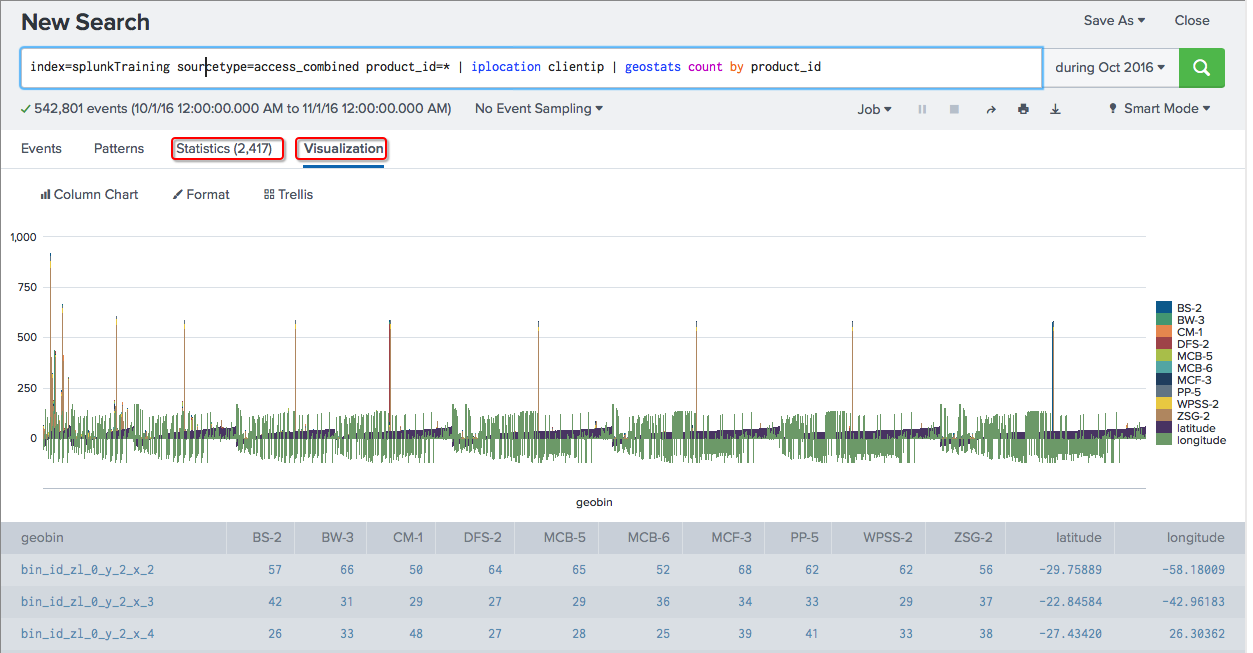 New Search
Save As
Close
index=splunkTraining sourcetype=access_combined product_id=* | iplocation clientip | geostats count by product_id
during Oct 2016
542,801 events (10/1/16 12:00:00.000 AM to 11/1/16 12:00:00.000 AM)
No Event Sampling
Job
Smart Mode
Events
Patterns
Statistics (2,417)
Visualization
Column Chart
Format
Trellis
1,000
750
500
250
0
geobin
BS-2
BW-3
CM-1
DFS-2
MCB-5
MCB-6
MCF-3
PP-5
WPSS-2
ZSG-2
latitude
longitude
geobin BS-2 BW-3 CM-1 DFS-2 MCB-5 MCB-6 MCF-3 PP-5 WPSS-2 ZSG-2 latitude longitude
bin_id_zl_0_y_2_x_2 57 66 50 64 65 52 68 62 62 56 -29.75889 -58.18009
bin_id_zl_0_y_2_x_3 42 31 29 27 29 36 34 33 29 37 -22.84584 -42.96183
bin_id_zl_0_y_2_x_4 26 33 48 27 28 25 39 41 33 38 -27.43420 26.30362